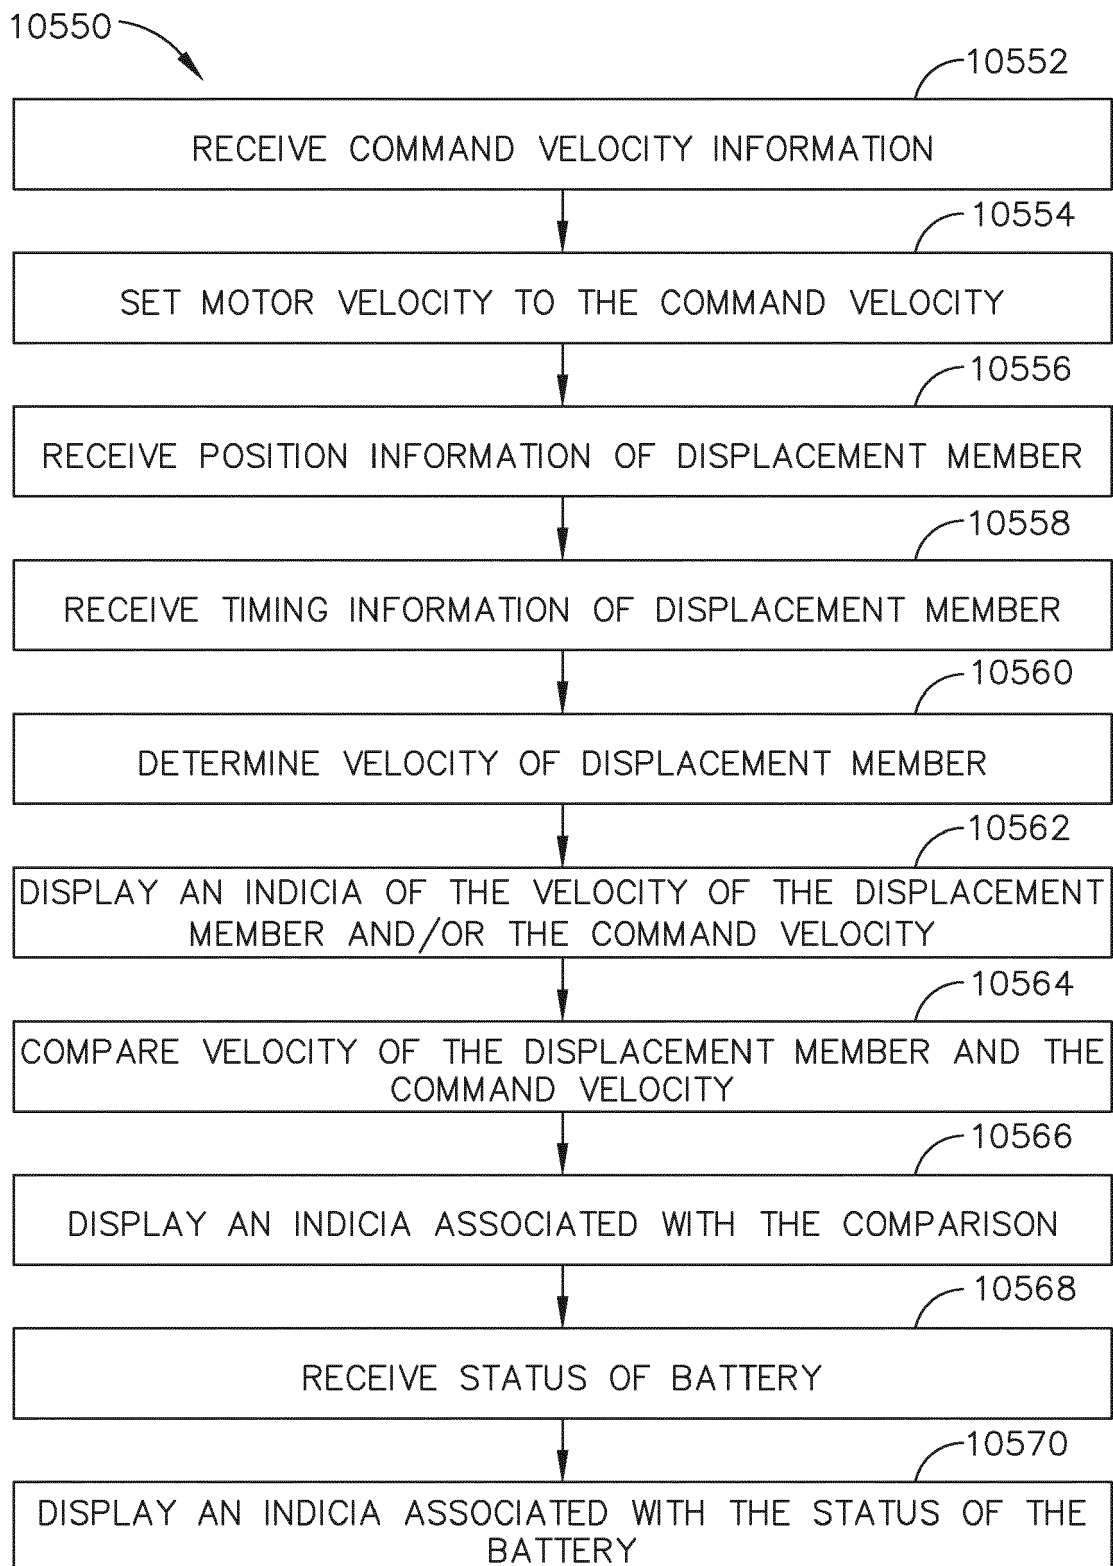 10550
10552
RECEIVE COMMAND VELOCITY INFORMATION
10554
SET MOTOR VELOCITY TO THE COMMAND VELOCITY
10556
RECEIVE POSITION INFORMATION OF DISPLACEMENT MEMBER
10558
RECEIVE TIMING INFORMATION OF DISPLACEMENT MEMBER
10560
DETERMINE VELOCITY OF DISPLACEMENT MEMBER
10562
DISPLAY AN INDICIA OF THE VELOCITY OF THE DISPLACEMENT
MEMBER AND/OR THE COMMAND VELOCITY
10564
COMPARE VELOCITY OF THE DISPLACEMENT MEMBER AND THE
COMMAND VELOCITY
10566
DISPLAY AN INDICIA ASSOCIATED WITH THE COMPARISON
10568
RECEIVE STATUS OF BATTERY
10570
DISPLAY AN INDICIA ASSOCIATED WITH THE STATUS OF THE
BATTERY